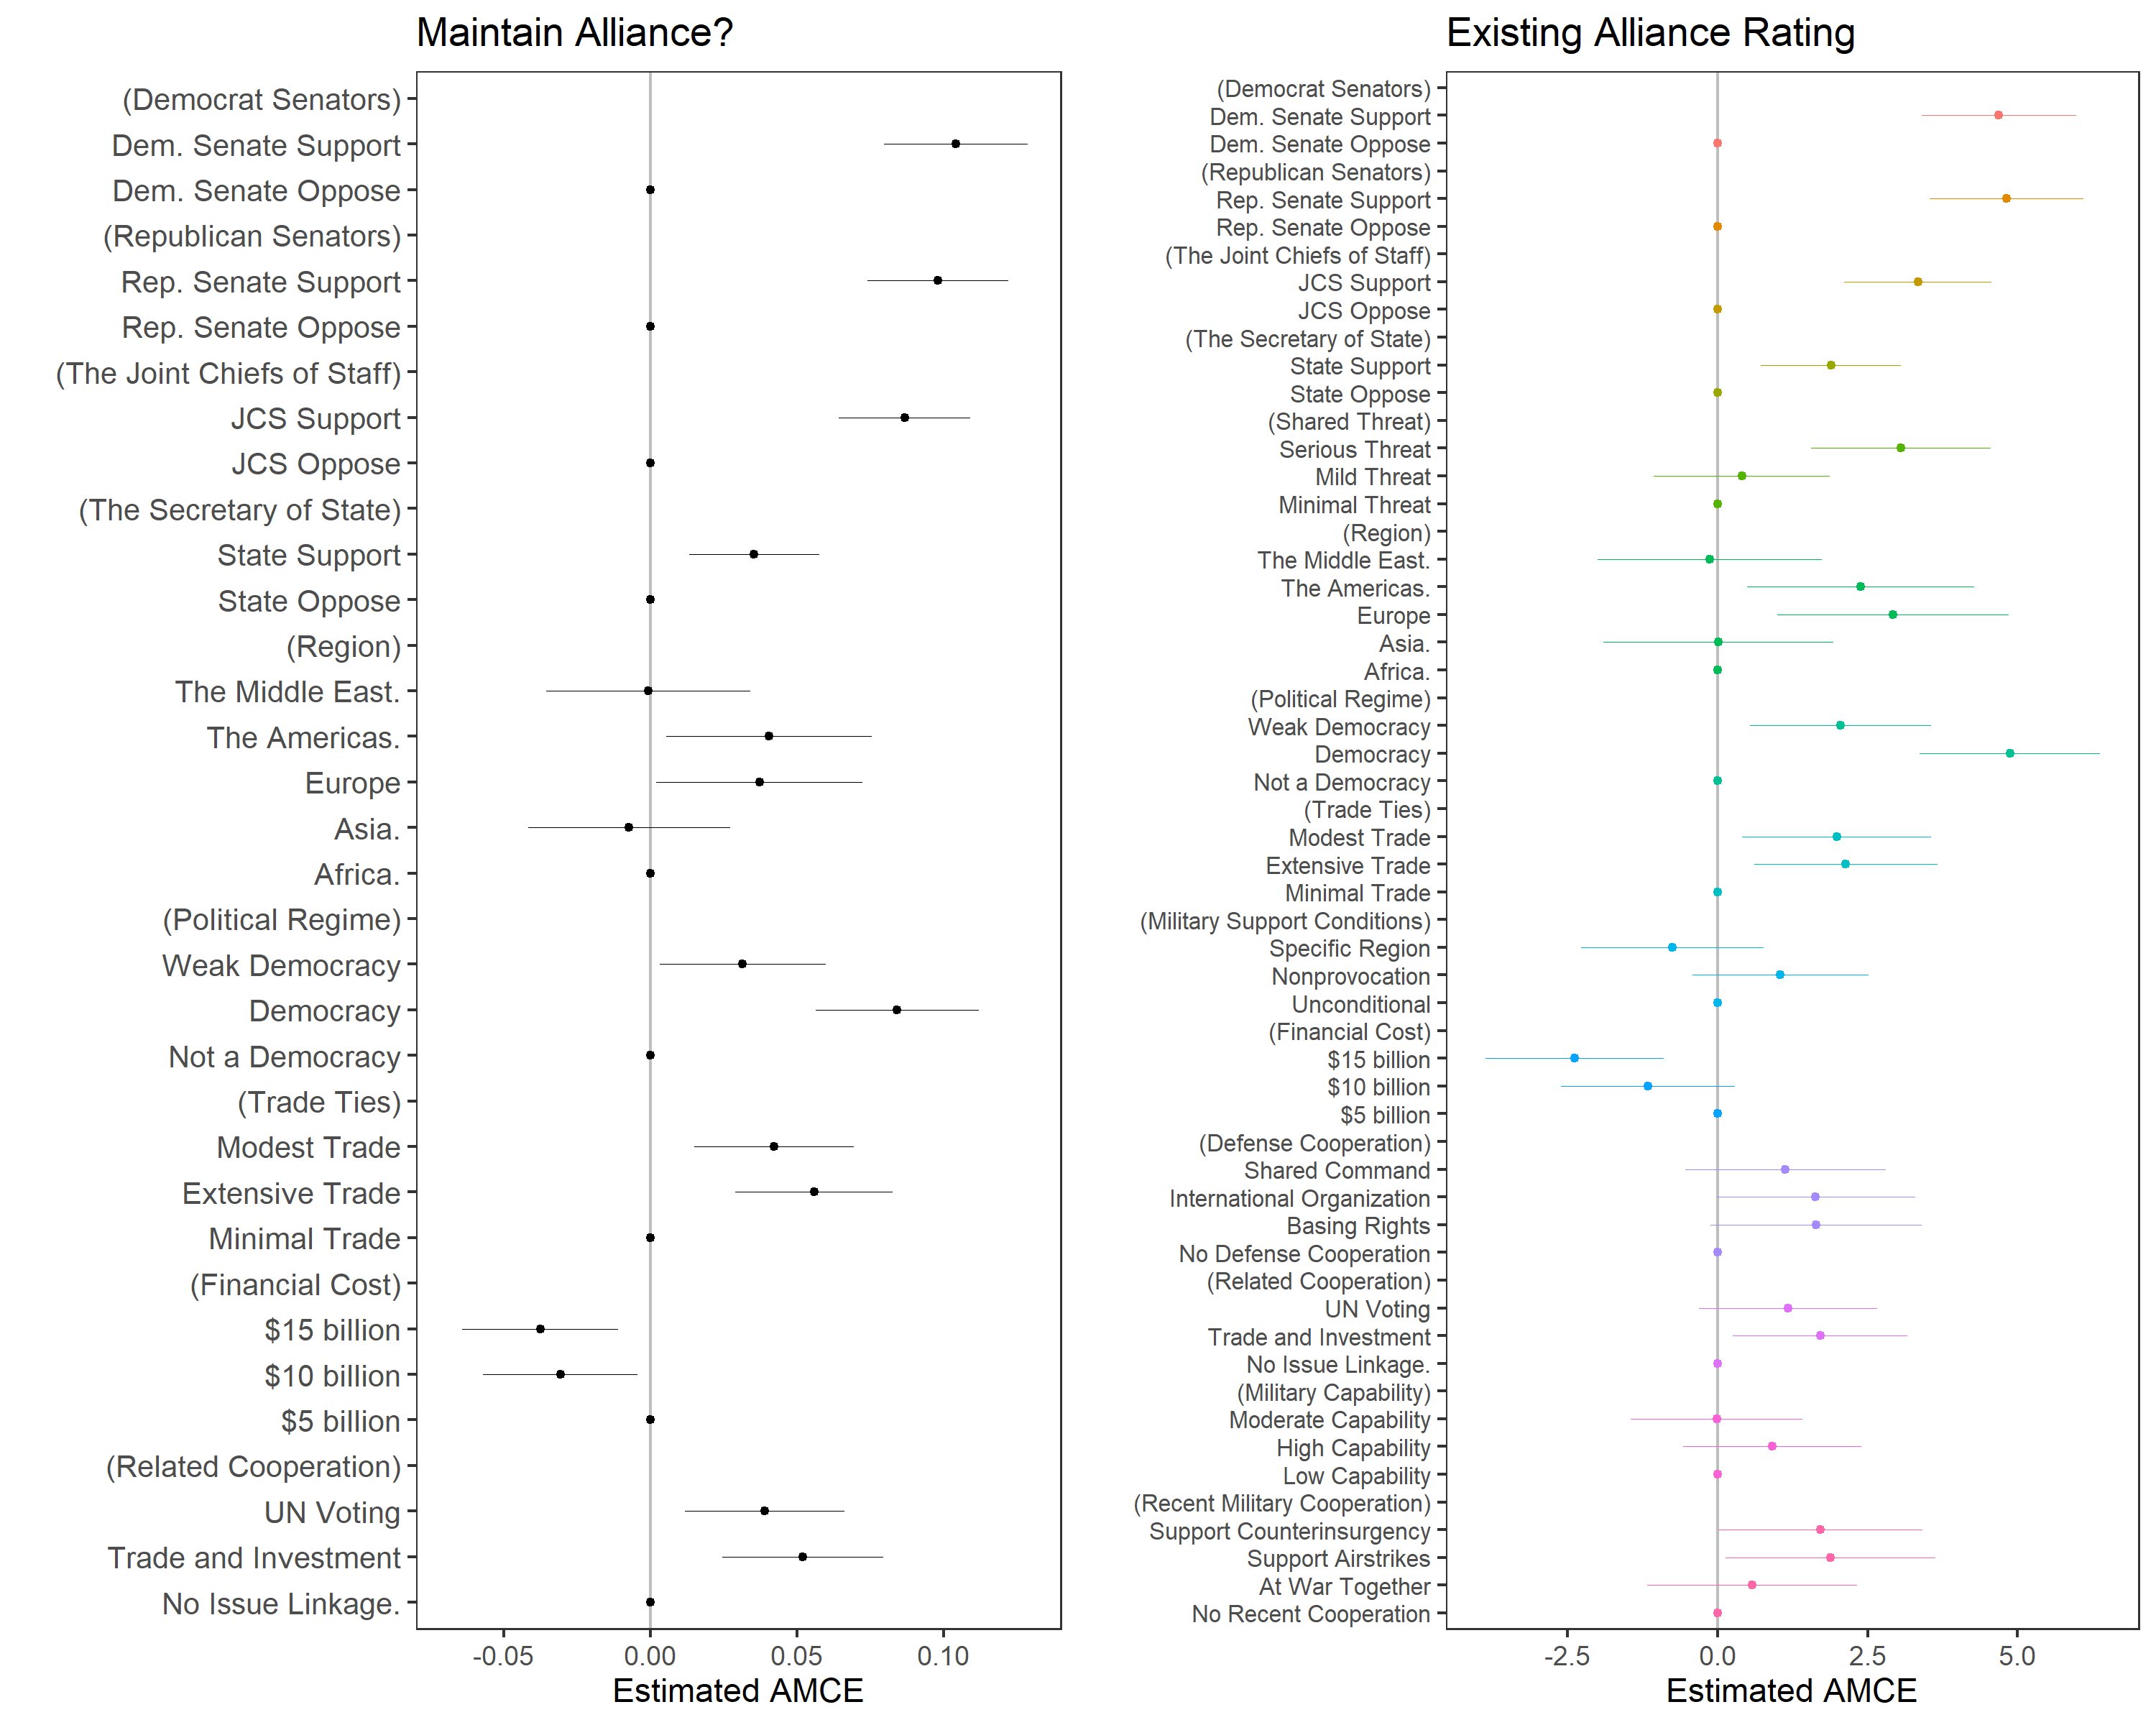 Maintain Alliance?
(Democrat Senators)
Dem. Senate Support
Dem. Senate Oppose
(Republican Senators)
Rep. Senate Support
Rep. Senate Oppose
(The Joint Chiefs of Staff)
JCS Support
JCS Oppose
(The Secretary of State)
State Support
State Oppose
(Region)
The Middle East.
The Americas.
Europe
Asia.
Africa.
(Political Regime)
Weak Democracy
Democracy
Not a Democracy
(Trade Ties)
Modest Trade
Extensive Trade
Minimal Trade
(Financial Cost)
$15 billion
$10 billion
$5 billion
(Related Cooperation)
UN Voting
Trade and Investment
No Issue Linkage.
-0.05 0.00 0.05 0.10
Estimated AMCE
Existing Alliance Rating
(Democrat Senators)
Dem. Senate Support
Dem. Senate Oppose
(Republican Senators)
Rep. Senate Support
Rep. Senate Oppose
(The Joint Chiefs of Staff)
JCS Support
JCS Oppose
(The Secretary of State)
State Support
State Oppose
(Shared Threat)
Serious Threat
Mild Threat
Minimal Threat
(Region)
The Middle East.
The Americas.
Europe
Asia.
Africa.
(Political Regime)
Weak Democracy
Democracy
Not a Democracy
(Trade Ties)
Modest Trade
Extensive Trade
Minimal Trade
(Military Support Conditions)
Specific Region
Nonprovocation
Unconditional
(Financial Cost)
$15 billion
$10 billion
$5 billion
(Defense Cooperation)
Shared Command
International Organization
Basing Rights
No Defense Cooperation
(Related Cooperation)
UN Voting
Trade and Investment
No Issue Linkage.
(Military Capability)
Moderate Capability
High Capability
Low Capability
(Recent Military Cooperation)
Support Counterinsurgency
Support Airstrikes
At War Together
No Recent Cooperation
-2.5 0.0 2.5 5.0
Estimated AMCE